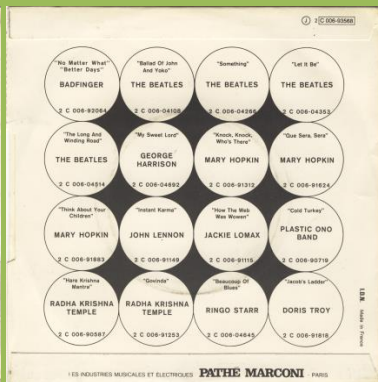 J 2 C 006-93568
"No Matter What"
"Better Days"
BADFINGER
2 C 006-92064
"Ballad Of John
And Yoko"
THE BEATLES
2 C 006-04108
"Something"
THE BEATLES
2 C 006-04266
"Let It Be"
THE BEATLES
2 C 006-04353
"The Long And
Winding Road"
THE BEATLES
2 C 006-04514
"My Sweet Lord"
GEORGE
HARRISON
2 C 006-04692
"Knock, Knock,
Who's There"
MARY HOPKIN
2 C 006-91312
"Que Sera, Sera"
MARY HOPKIN
2 C 006-91624
"Think About Your
Children"
MARY HOPKIN
2 C 006-91883
"Instant Karma"
JOHN LENNON
2 C 006-91149
"How The Web
Was Woven"
JACKIE LOMAX
2 C 006-91115
"Cold Turkey"
PLASTIC ONO
BAND
2 C 006-90719
"Hare Krishna
Mantra"
RADHA KRISHNA
TEMPLE
2 C 006-90587
"Govinda"
RADHA KRISHNA
TEMPLE
2 C 006-91253
"Beaucoup Of
Blues"
RINGO STARR
2 C 006-04645
"Jacob's Ladder"
DORIS TROY
2 C 006-91818
I.D.N. Made in France
ES INDUSTRIES MUSICALES ET ÉLECTRIQUES PATHÉ MARCONI · PARIS